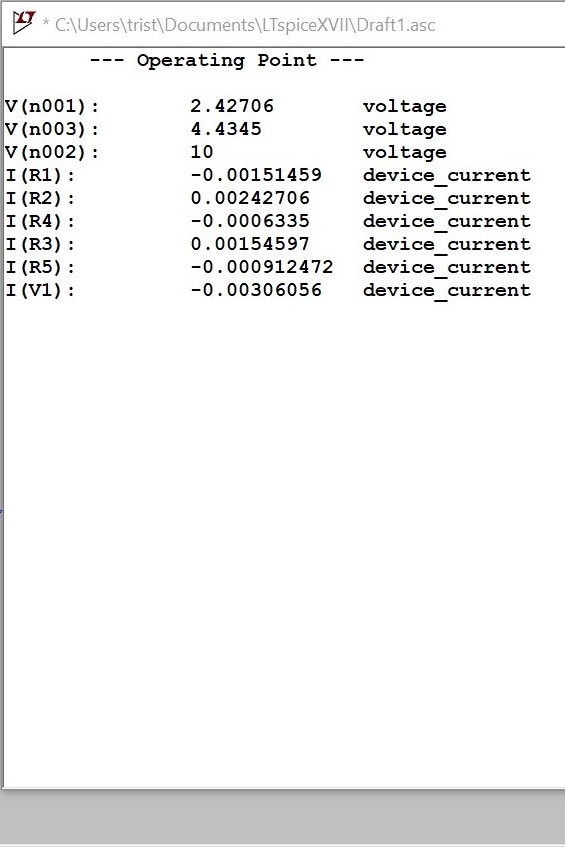 * C:\Users\trist\Documents\LTspiceXVII\Draft1.asc
--- Operating Point ---
V(n001): 2.42706 voltage
V(n003): 4.4345 voltage
V(n002): 10 voltage
I(R1): -0.00151459 device_current
I(R2): 0.00242706 device_current
I(R4): -0.0006335 device_current
I(R3): 0.00154597 device_current
I(R5): -0.000912472 device_current
I(V1): -0.00306056 device_current